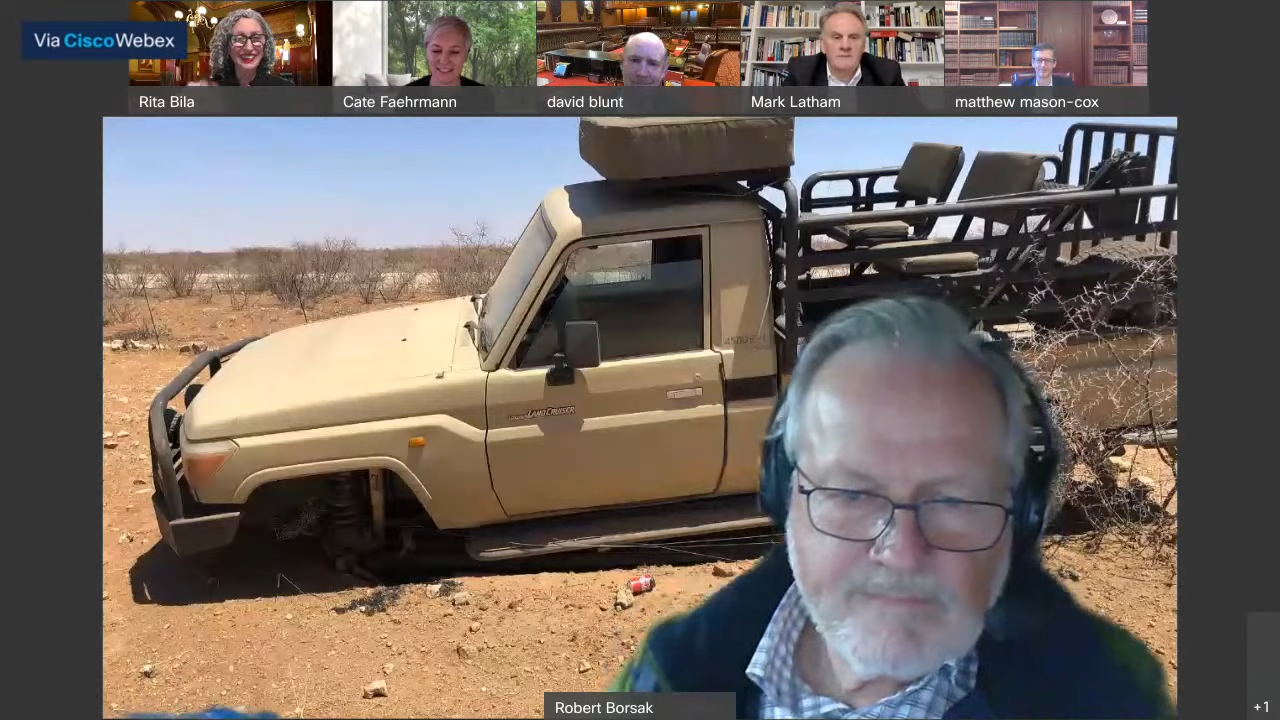 Via Cisco Webex
Rita Bila
Cate Faehrmann
david blunt
Mark Latham
matthew mason-cox
LANDCRUISER
Robert Borsak
+1